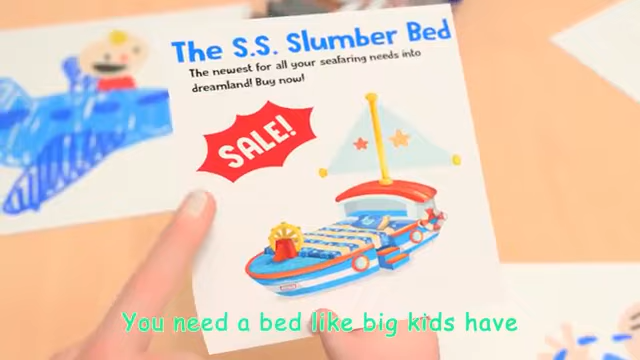 The S.S. Slumber Bed
The newest for all your seafaring needs into
dreamland! Buy now!
SALE!
You need a bed like big kids have